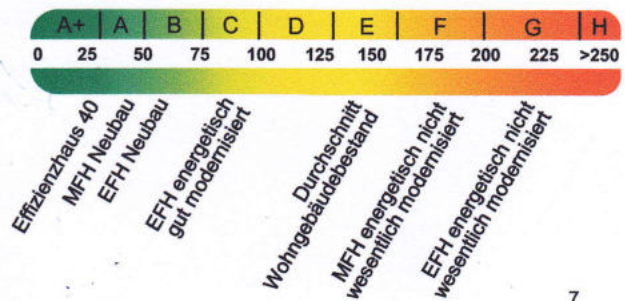 A+ A B C D E F G H
0 25 50 75 100 125 150 175 200 225 >250
Effizienzhaus 40
MFH Neubau
EFH Neubau
EFH energetisch
gut modernisiert
Durchschnitt
Wohngebäudebestand
MFH energetisch nicht
wesentlich modernisiert
EFH energetisch nicht
wesentlich modernisiert
7